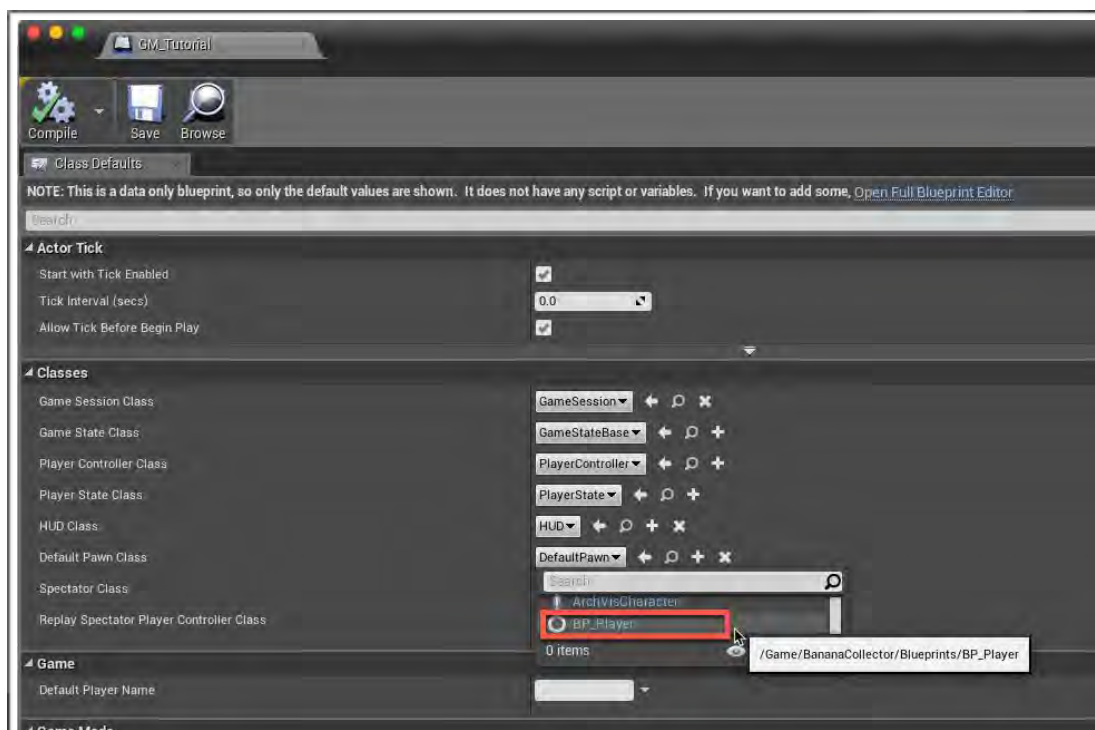 GM_Tutorial
Compile Save Browse
Class Defaults
NOTE: This is a data only blueprint, so only the default values are shown. It does not have any script or variables. If you want to add some, Open Full Blueprint Editor
Search
Actor Tick
Start with Tick Enabled
Tick Interval (secs) 0.0
Allow Tick Before Begin Play
Classes
Game Session Class GameSession
Game State Class GameStateBase
Player Controller Class PlayerController
Player State Class PlayerState
HUD Class HUD
Default Pawn Class DefaultPawn
Spectator Class Search
ArchVisCharacter
Replay Spectator Player Controller Class BP_Player
0 items /Game/BananaCollector/Blueprints/BP_Player
Game
Default Player Name
Game Mode